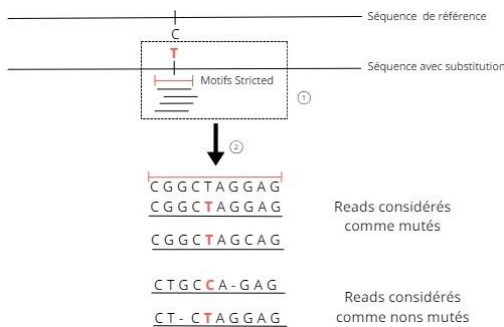 Séquence de référence
C
T
Séquence avec substitution
Motifs Stricted
1
2
CGGCTAGGAG
CGGCTAGGAG
Reads considérés
comme mutés
CGGCTAGCAG
CTGCCA-GAG
Reads considérés
comme nons mutés
CT-CTAGGAG